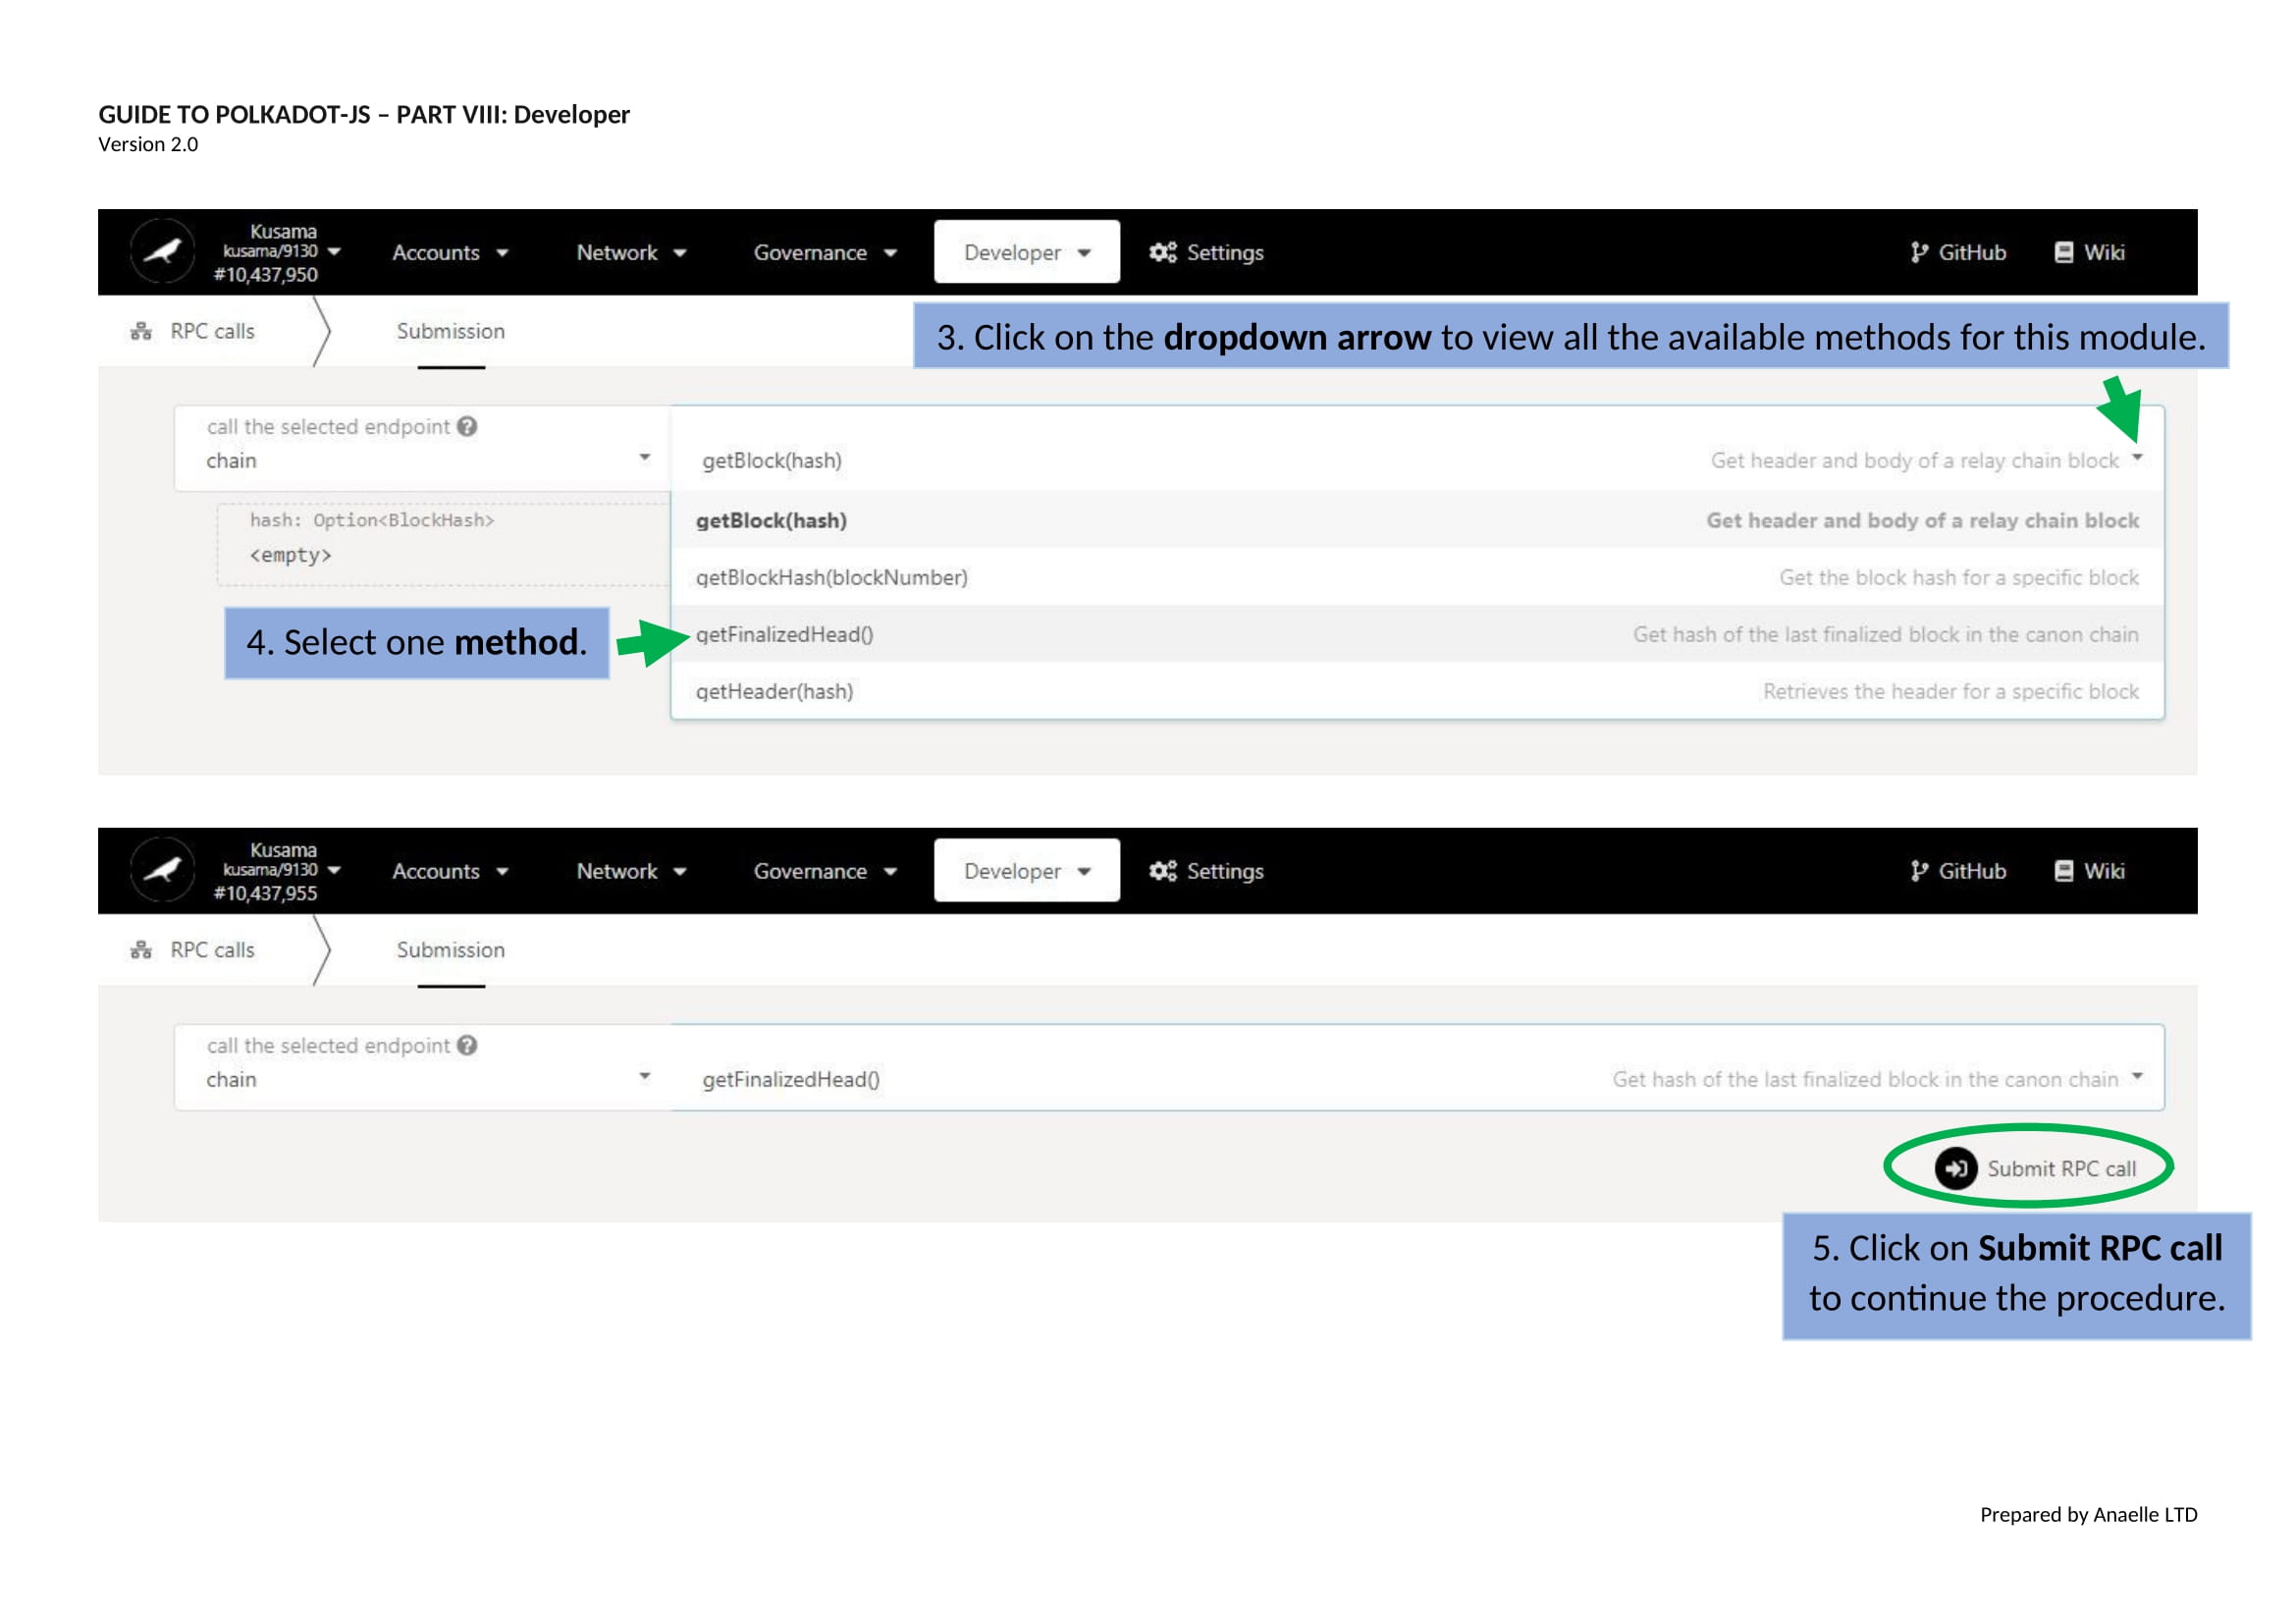 GUIDE TO POLKADOT-JS – PART VIII: Developer
Version 2.0
Kusama
kusama/9130
#10,437,950
Accounts
Network
Governance
Developer
Settings
GitHub
Wiki
RPC calls
Submission
3. Click on the dropdown arrow to view all the available methods for this module.
call the selected endpoint
chain
getBlock(hash) Get header and body of a relay chain block
hash: Option<BlockHash>
<empty>
getBlock(hash) Get header and body of a relay chain block
getBlockHash(blockNumber) Get the block hash for a specific block
4. Select one method.
getFinalizedHead() Get hash of the last finalized block in the canon chain
getHeader(hash) Retrieves the header for a specific block
Kusama
kusama/9130
#10,437,955
Accounts
Network
Governance
Developer
Settings
GitHub
Wiki
RPC calls
Submission
call the selected endpoint
chain
getFinalizedHead() Get hash of the last finalized block in the canon chain
Submit RPC call
5. Click on Submit RPC call
to continue the procedure.
Prepared by Anaelle LTD